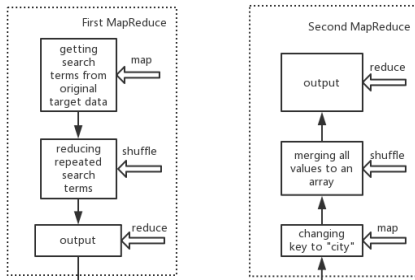 First MapReduce
getting
search
terms from
original
target data
map
reducing
repeated
search
terms
shuffle
output
reduce
Second MapReduce
output
reduce
merging all
values to an
array
shuffle
changing
key to "city"
map